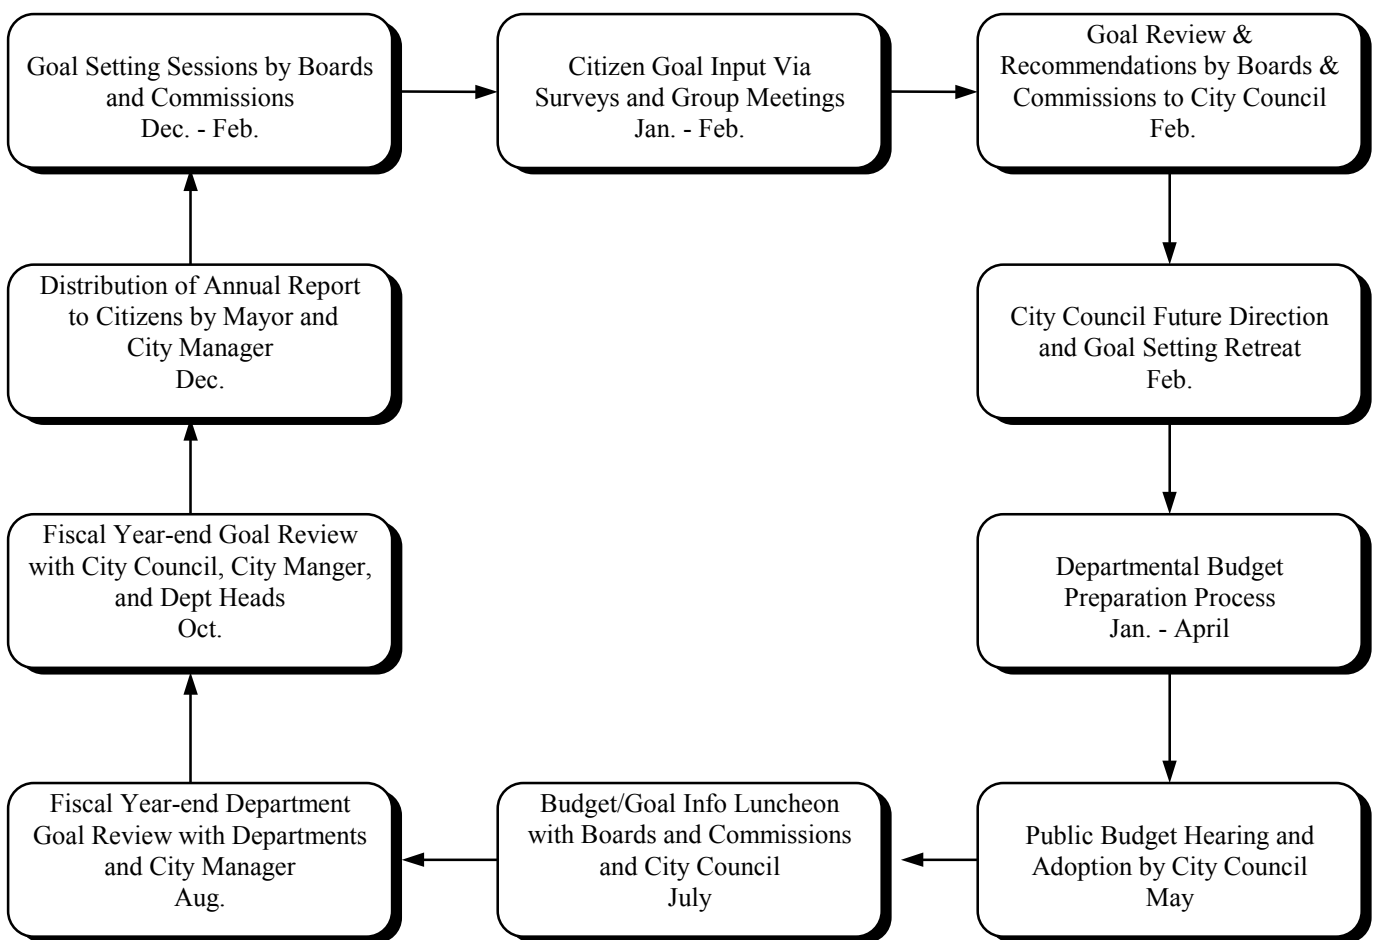 Goal Setting Sessions by Boards
and Commissions
Dec. - Feb.
Citizen Goal Input Via
Surveys and Group Meetings
Jan. - Feb.
Goal Review &
Recommendations by Boards &
Commissions to City Council
Feb.
Distribution of Annual Report
to Citizens by Mayor and
City Manager
Dec.
City Council Future Direction
and Goal Setting Retreat
Feb.
Fiscal Year-end Goal Review
with City Council, City Manger,
and Dept Heads
Oct.
Departmental Budget
Preparation Process
Jan. - April
Fiscal Year-end Department
Goal Review with Departments
and City Manager
Aug.
Budget/Goal Info Luncheon
with Boards and Commissions
and City Council
July
Public Budget Hearing and
Adoption by City Council
May